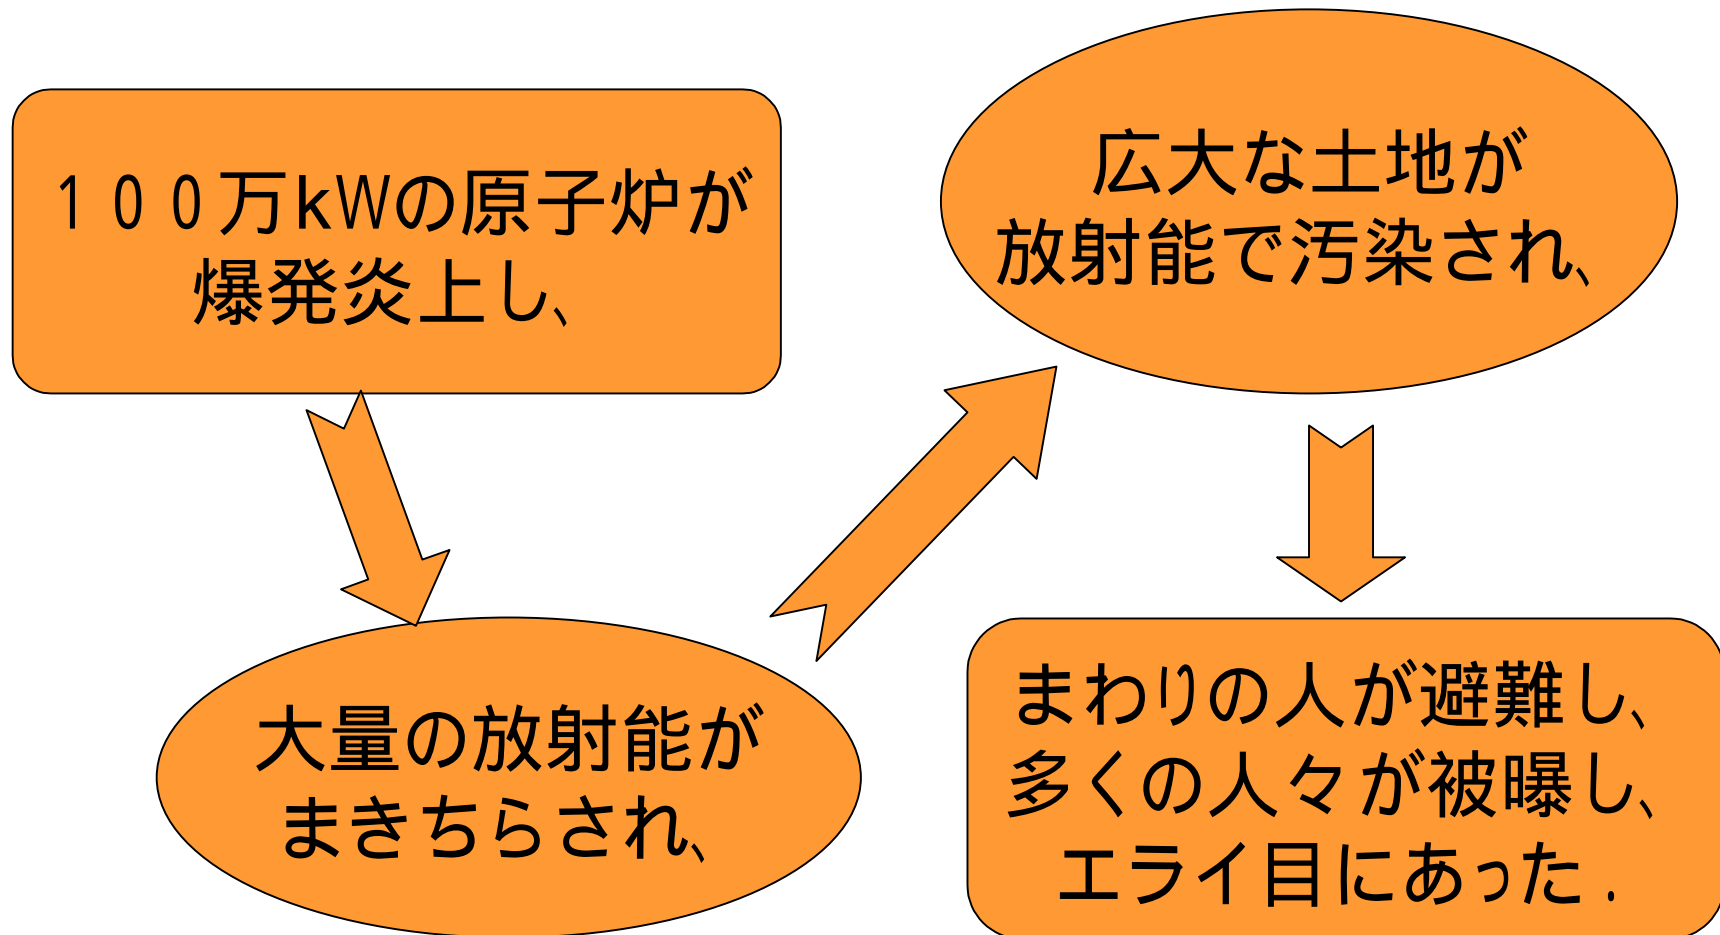 １００万kWの原子炉が
爆発炎上し、
大量の放射能が
まきちらされ、
広大な土地が
放射能で汚染され、
まわりの人が避難し、
多くの人々が被曝し、
エライ目にあった．